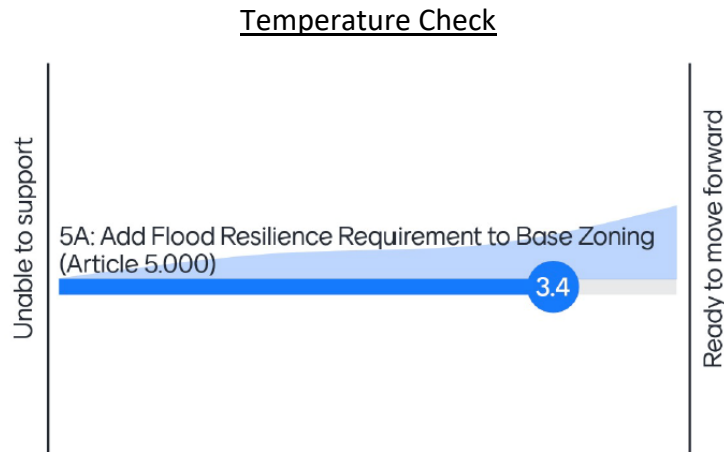 Temperature Check
Unable to support
5A: Add Flood Resilience Requirement to Base Zoning
(Article 5.000)
3.4
Ready to move forward